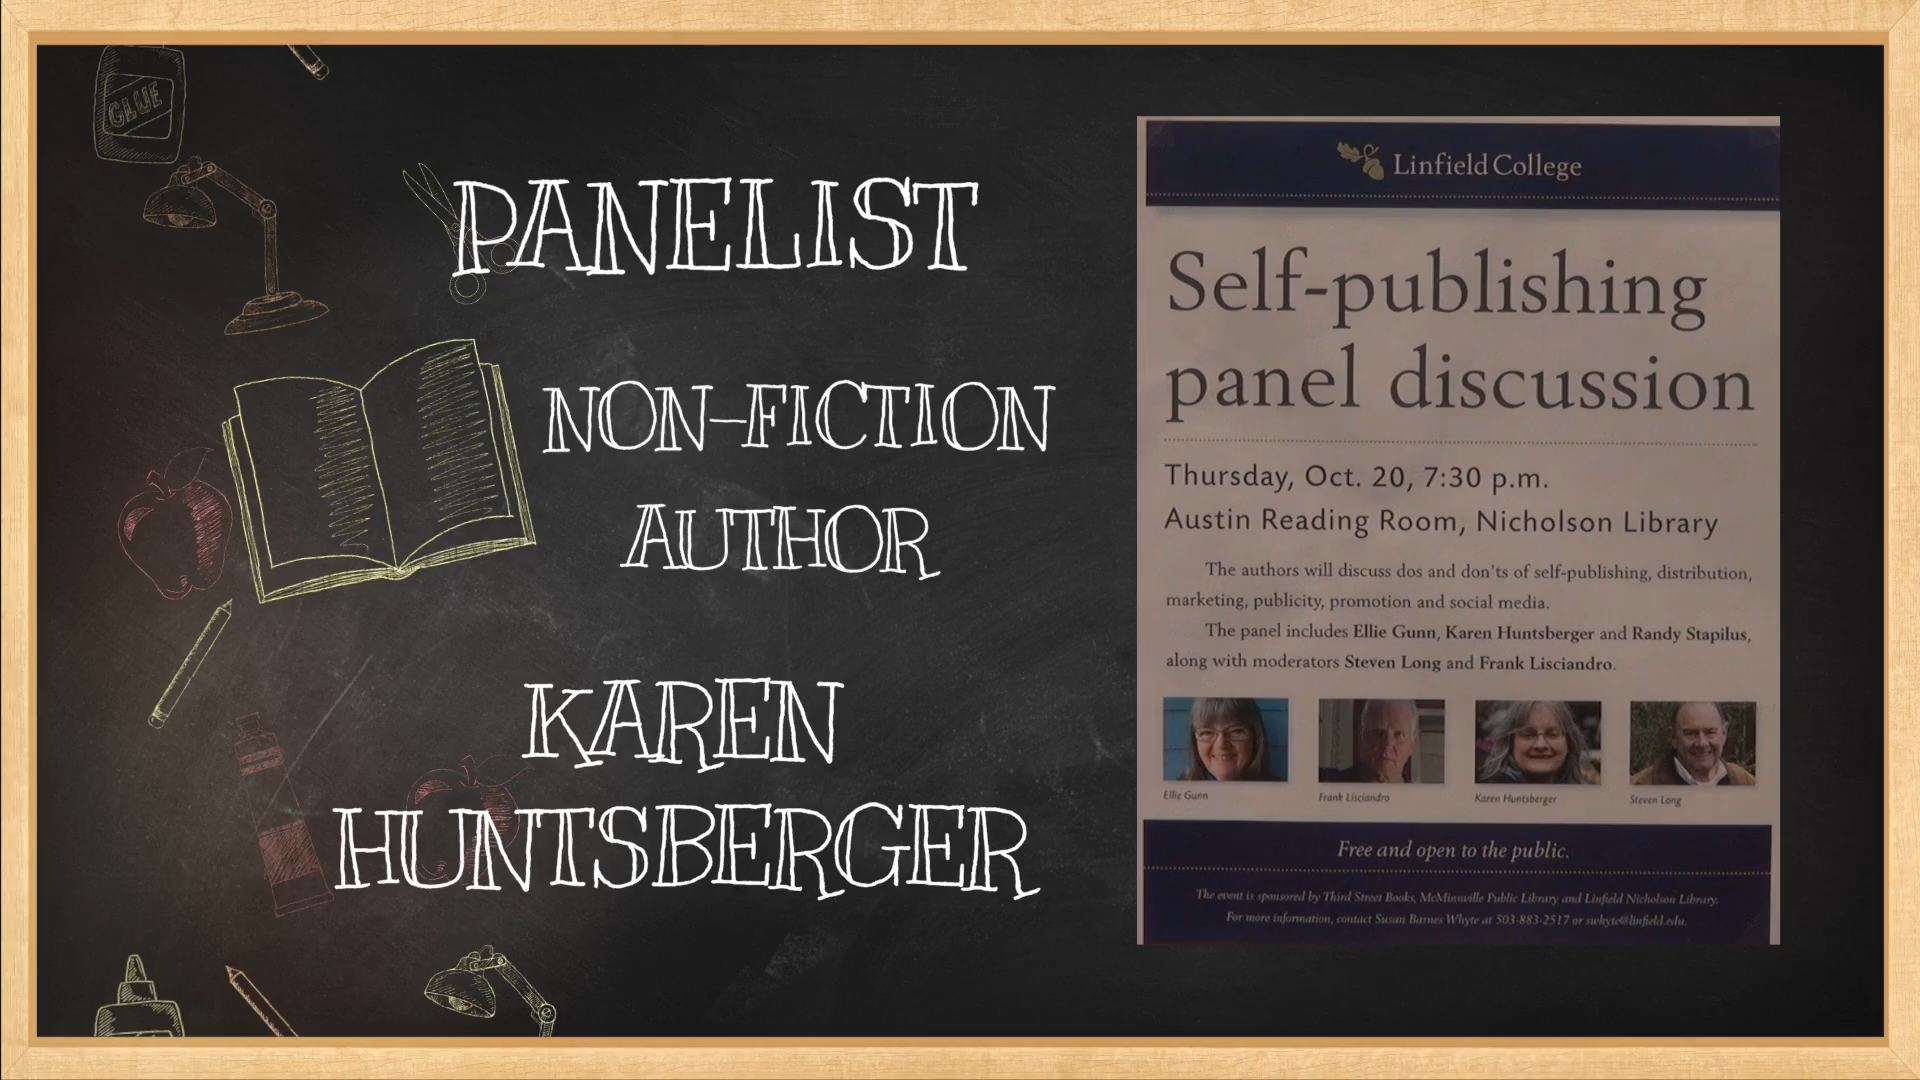 GLUE
PANELIST
NON-FICTION
AUTHOR
KAREN
HUNTSBERGER
Linfield College
Self-publishing
panel discussion
Thursday, Oct. 20, 7:30 p.m.
Austin Reading Room, Nicholson Library
The authors will discuss dos and don'ts of self-publishing, distribution,
marketing, publicity, promotion and social media.
The panel includes Ellie Gunn, Karen Huntsberger and Randy Stapilus,
along with moderators Steven Long and Frank Lisciandro.
Ellie Gunn
Frank Lisciandro
Karen Huntsberger
Steven Long
Free and open to the public.
The event is sponsored by Third Street Books, McMinnville Public Library and Linfield Nicholson Library.
For more information, contact Susan Barnes Whyte at 503-883-2517 or swhyte@linfield.edu.